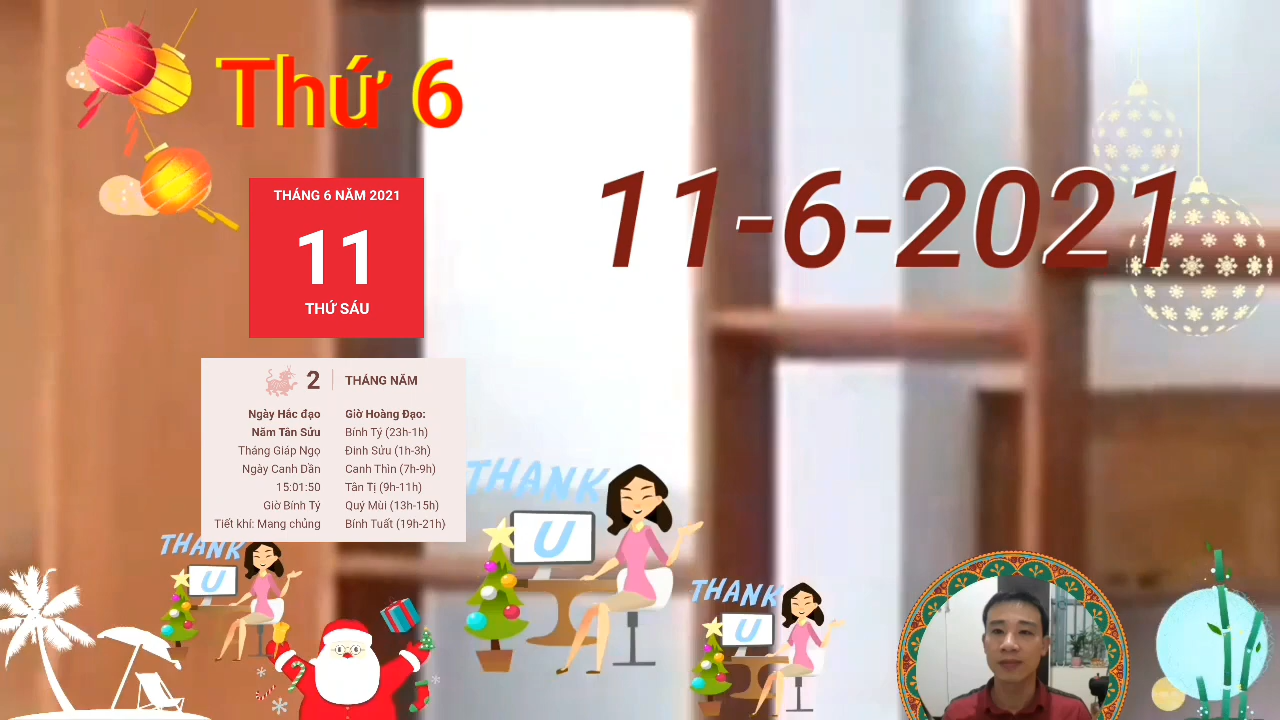 Thứ 6
THÁNG 6 NĂM 2021
11
THỨ SÁU
11-6-2021
2
THÁNG NĂM
Ngày Hắc đạo
Năm Tân Sửu
Tháng Giáp Ngọ
Ngày Canh Dần
15:01:50
Giờ Bính Tý
Tiết khí: Mang chủng
Giờ Hoàng Đạo:
Bính Tý (23h-1h)
Đinh Sửu (1h-3h)
Canh Thìn (7h-9h)
Tân Tị (9h-11h)
Quý Mùi (13h-15h)
Bính Tuất (19h-21h)
THANK
U
THANK
U
THANK
U